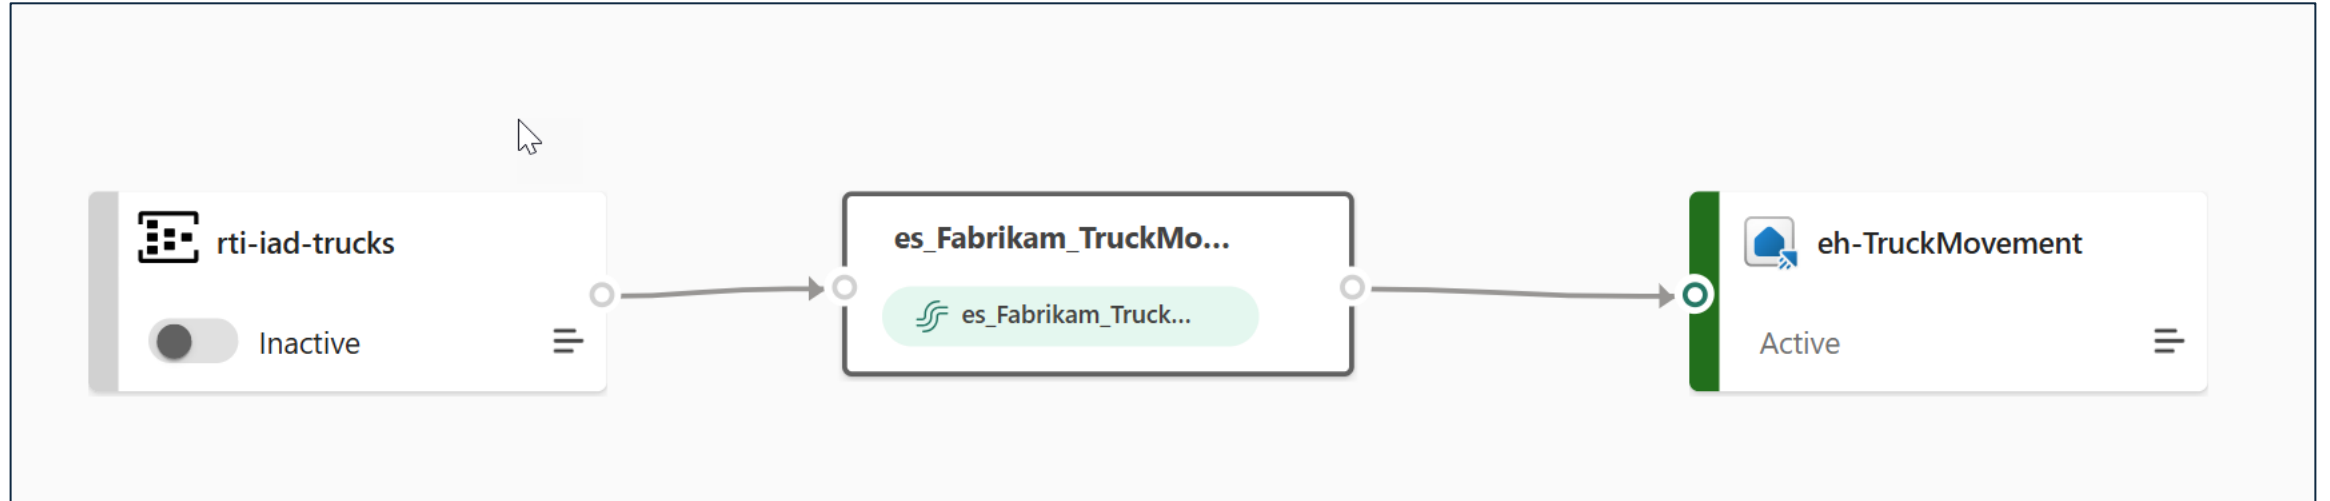 rti-iad-trucks
Inactive
es_Fabrikam_TruckMo...
es_Fabrikam_Truck...
eh-TruckMovement
Active